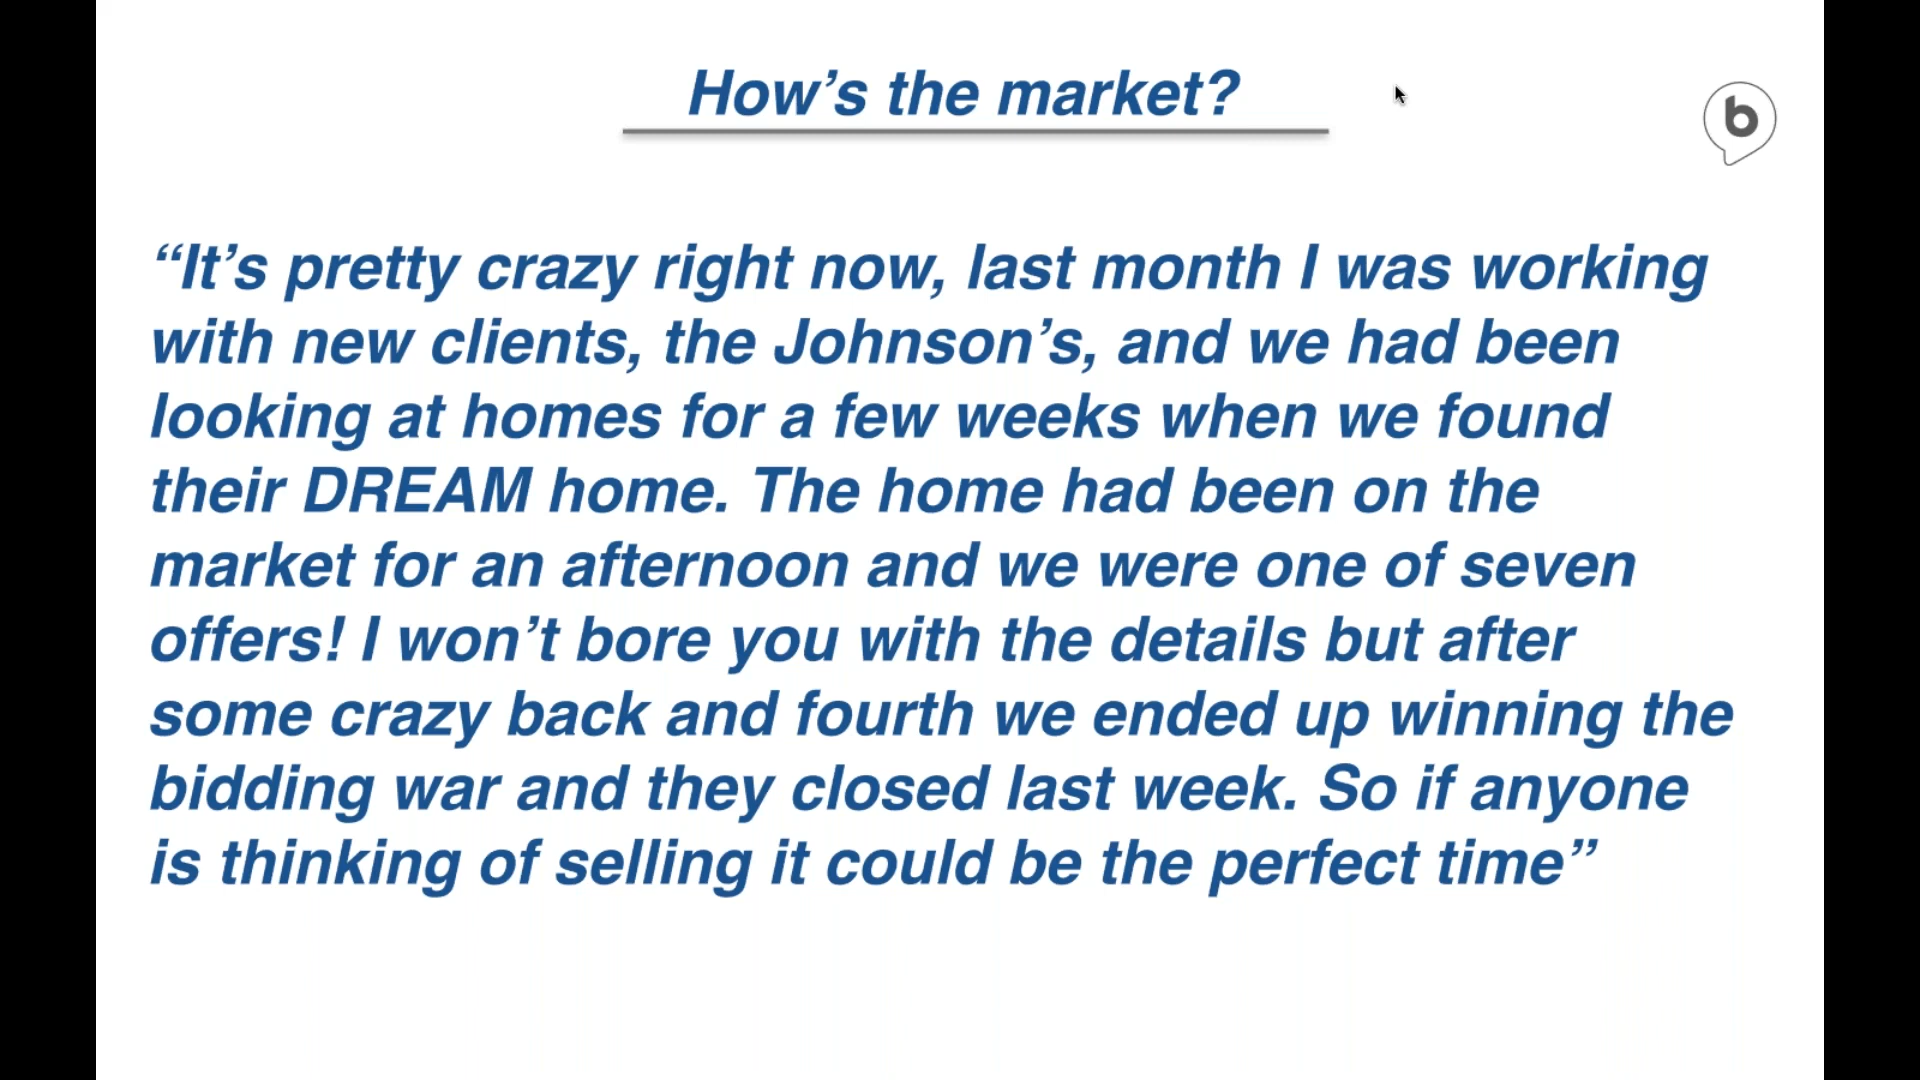 How’s the market?
b
“It’s pretty crazy right now, last month I was working
with new clients, the Johnson’s, and we had been
looking at homes for a few weeks when we found
their DREAM home. The home had been on the
market for an afternoon and we were one of seven
offers! I won’t bore you with the details but after
some crazy back and fourth we ended up winning the
bidding war and they closed last week. So if anyone
is thinking of selling it could be the perfect time”